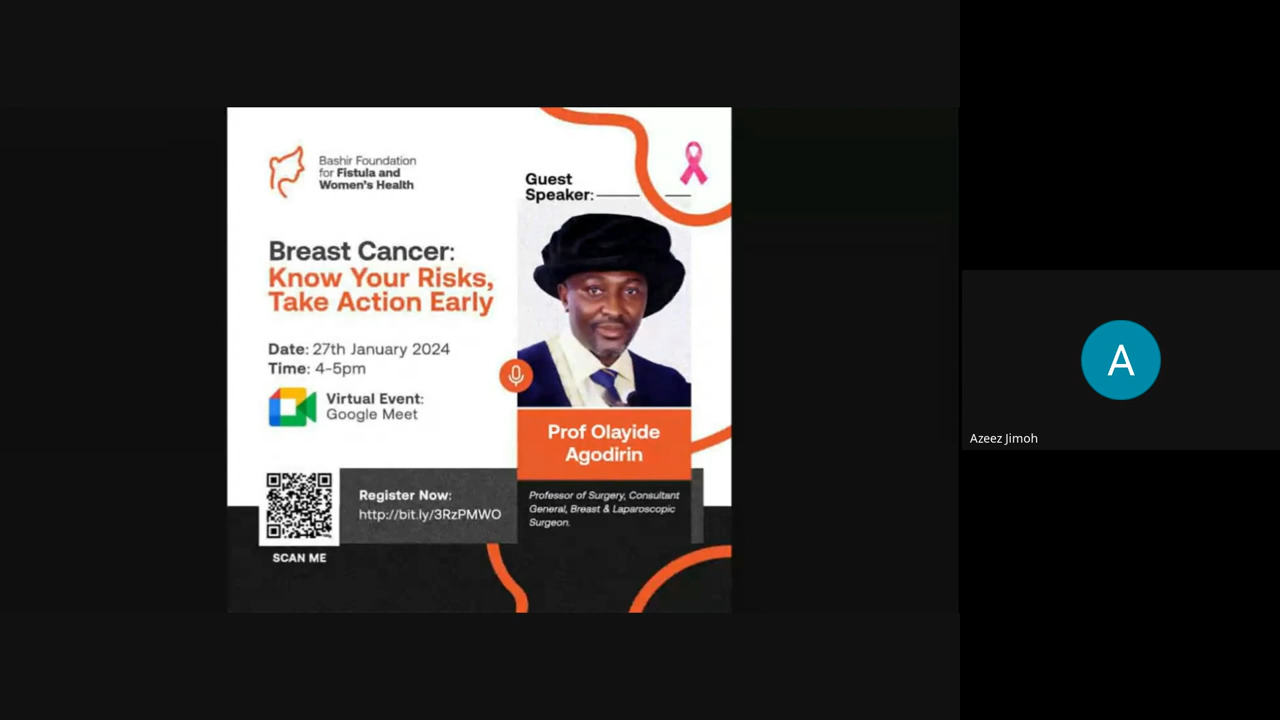 Bashir Foundation
for Fistula and
Women's Health
Guest
Speaker:
Breast Cancer:
Know Your Risks,
Take Action Early
Date: 27th January 2024
Time: 4-5pm
Virtual Event:
Google Meet
Prof Olayide
Agodirin
Professor of Surgery, Consultant
General, Breast & Laparoscopic
Surgeon.
Register Now:
http://bit.ly/3RzPMWO
SCAN ME
A
Azeez Jimoh